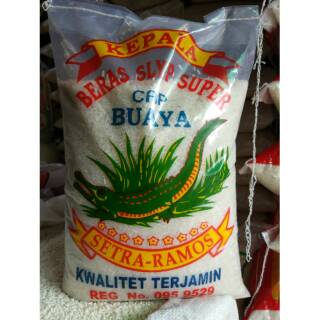 KEPALA
BERAS SLYP SUPER
CAP
BUAYA
SETRA-RAMOS
KWALITET TERJAMIN
REG No. 095 9529